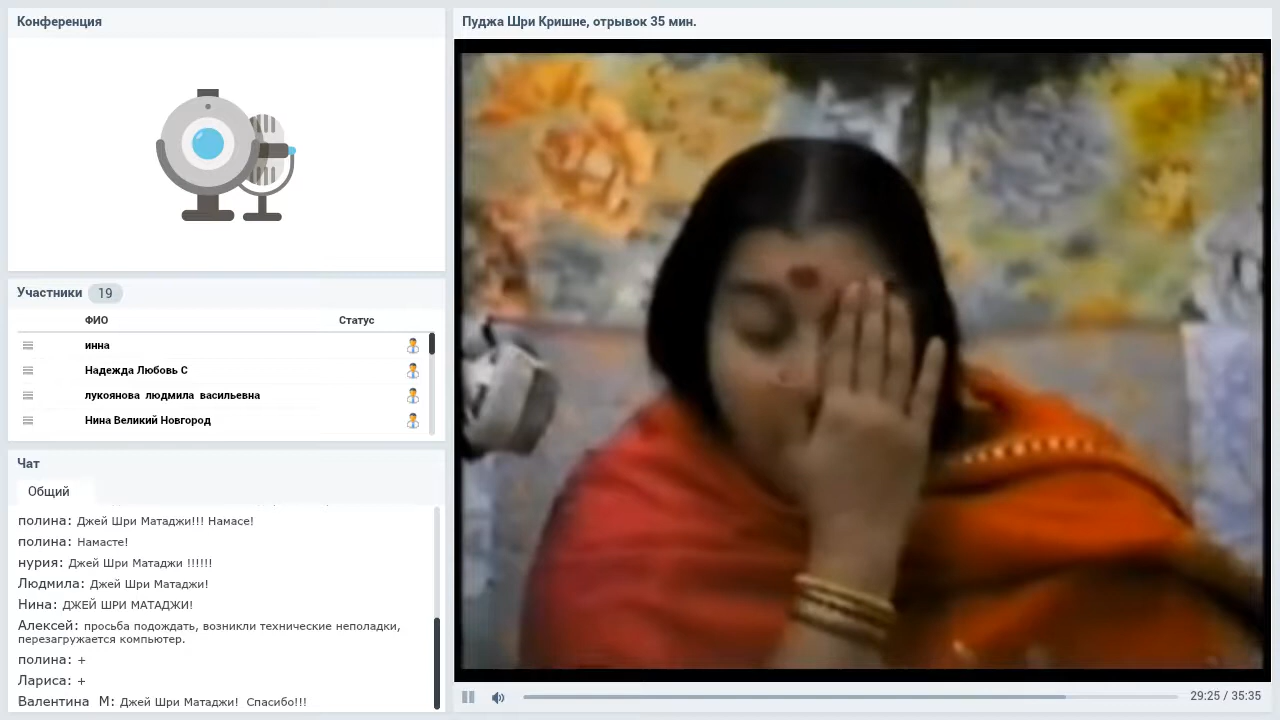 Конференция
Участники 19
ФИО Статус
инна
Надежда Любовь С
лукоянова людмила васильевна
Нина Великий Новгород
Чат
Общий
полина: Джей Шри Матаджи!!! Намасе!
полина: Намасте!
нурия: Джей Шри Матаджи !!!!!!
Людмила: Джей Шри Матаджи!
Нина: ДЖЕЙ ШРИ МАТАДЖИ!
Алексей: просьба подождать, возникли технические неполадки,
перезагружается компьютер.
полина: +
Лариса: +
Валентина М: Джей Шри Матаджи! Спасибо!!!
Пуджа Шри Кришне, отрывок 35 мин.
29:25 / 35:35